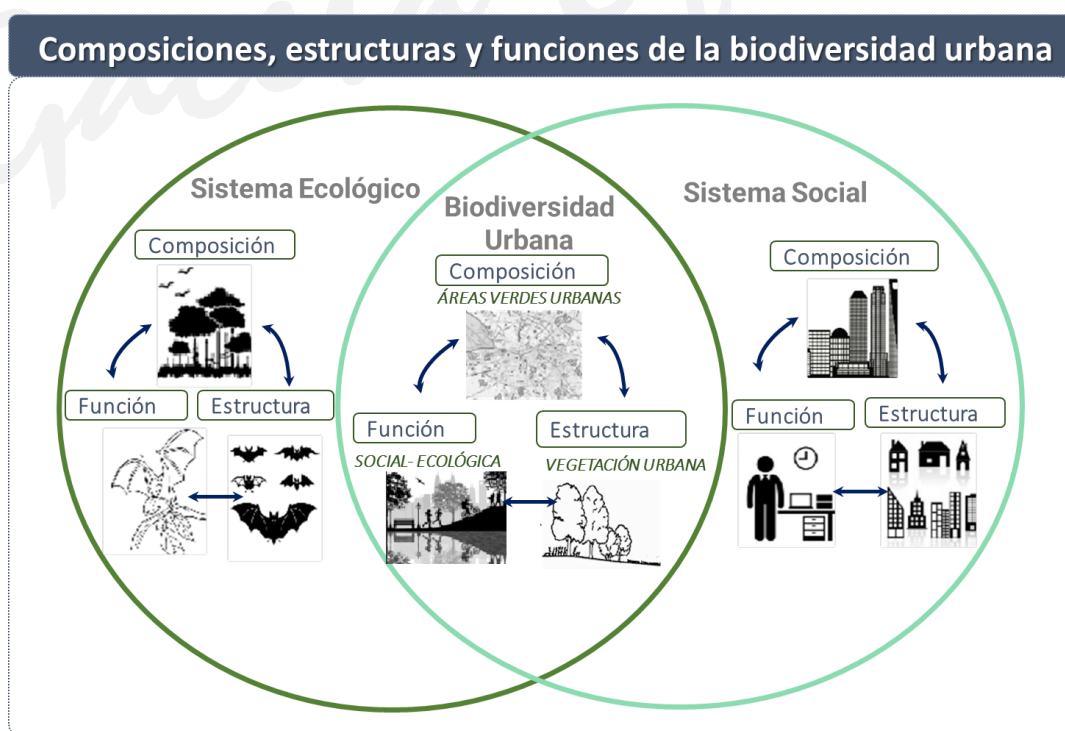 Composiciones, estructuras y funciones de la biodiversidad urbana
Sistema Ecológico
Composición
Función
Estructura
Biodiversidad
Urbana
Composición
ÁREAS VERDES URBANAS
Función
SOCIAL- ECOLÓGICA
Estructura
VEGETACIÓN URBANA
Sistema Social
Composición
Función
Estructura